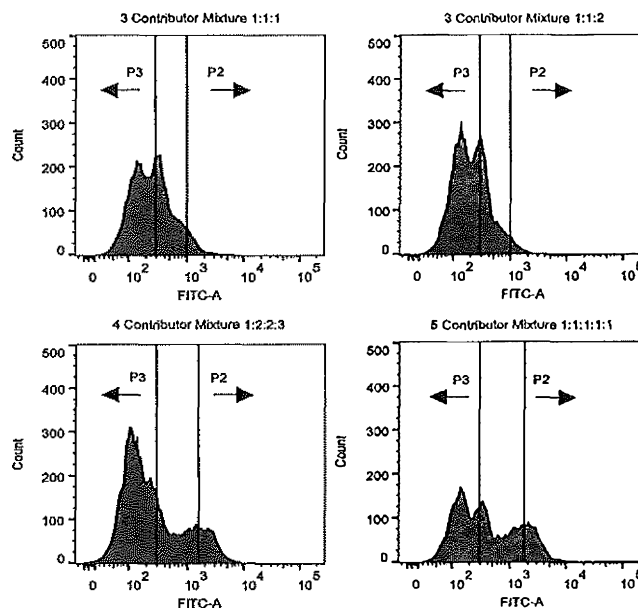 3 Contributor Mixture 1:1:1
500
400
300
200
100
0
Count
P3
P2
0
10^2
10^3
10^4
10^5
FITC-A
3 Contributor Mixture 1:1:2
500
400
300
200
100
0
Count
P3
P2
0
10^2
10^3
10^4
10^5
FITC-A
4 Contributor Mixture 1:2:2:3
500
400
300
200
100
0
Count
P3
P2
0
10^2
10^3
10^4
10^5
FITC-A
5 Contributor Mixture 1:1:1:1:1
500
400
300
200
100
0
Count
P3
P2
0
10^2
10^3
10^4
10^5
FITC-A